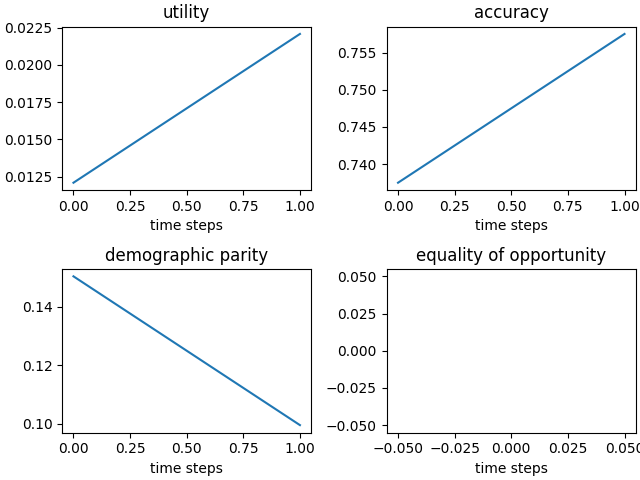 utility
0.0225
0.0200
0.0175
0.0150
0.0125
0.00 0.25 0.50 0.75 1.00
time steps
accuracy
0.755
0.750
0.745
0.740
0.00 0.25 0.50 0.75 1.00
time steps
demographic parity
0.14
0.12
0.10
0.00 0.25 0.50 0.75 1.00
time steps
equality of opportunity
0.050
0.025
0.000
−0.025
−0.050
−0.050 −0.025 0.000 0.025 0.050
time steps